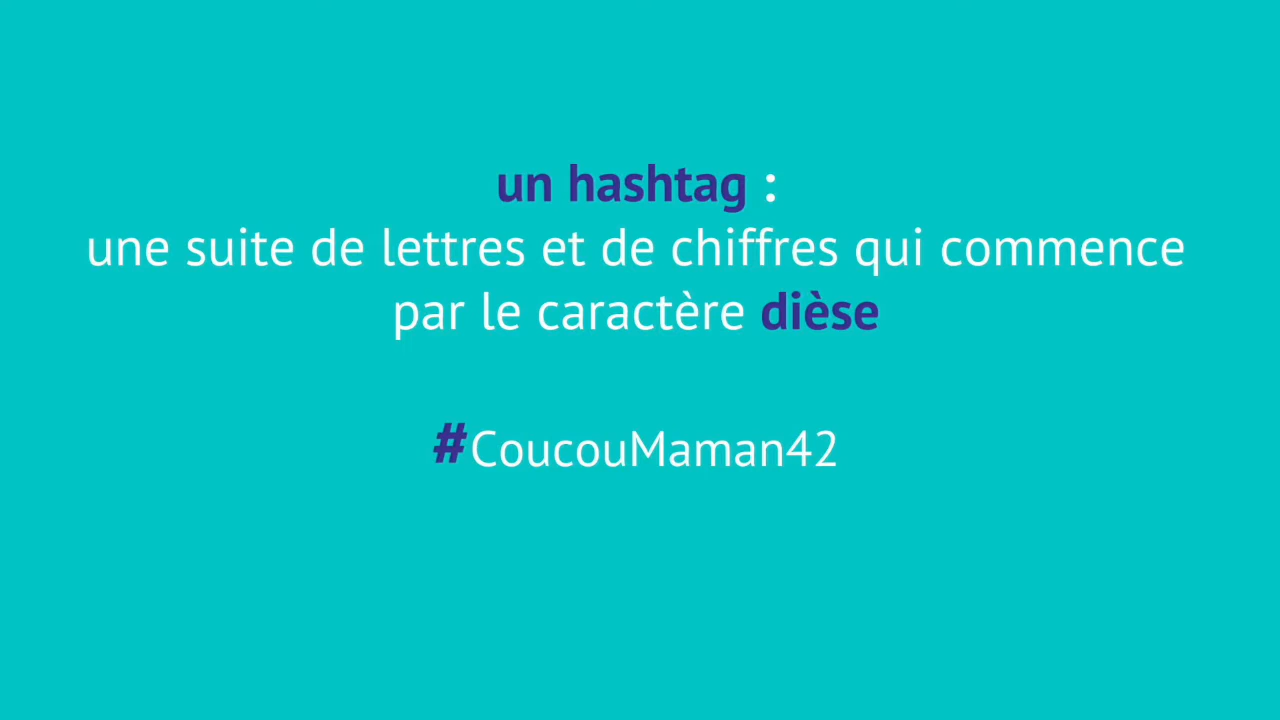 un hashtag :
une suite de lettres et de chiffres qui commence
par le caractère dièse
#CoucouMaman42